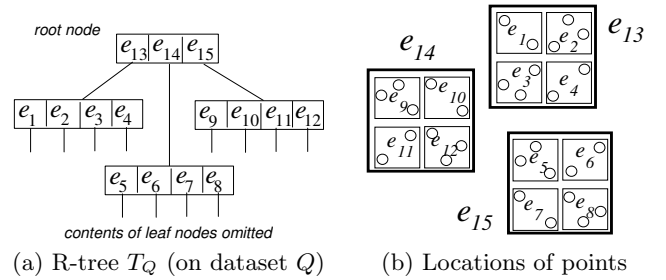 root node
e13 e14 e15
e1 e2 e3 e4
e9 e10 e11 e12
e5 e6 e7 e8
contents of leaf nodes omitted
(a) R-tree TQ (on dataset Q)
e14
e13
e1 e2
e3 e4
e9 e10
e11 e12
e15
e5 e6
e7 e8
(b) Locations of points